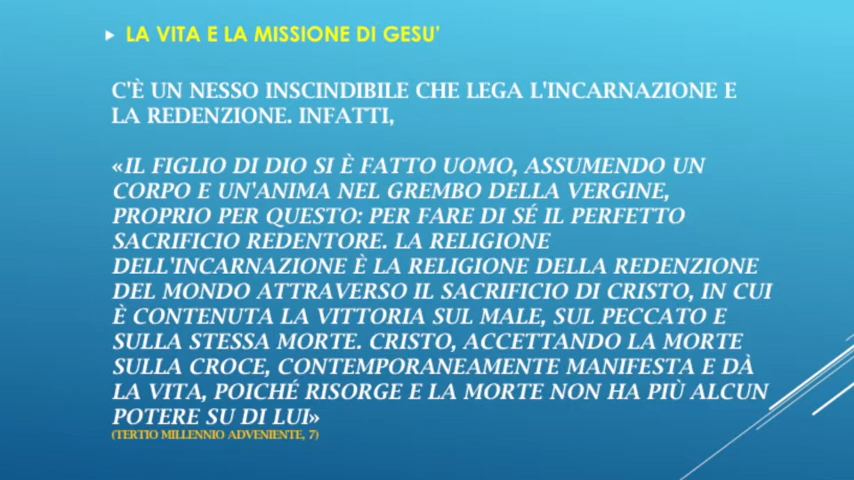 LA VITA E LA MISSIONE DI GESU'
C'È UN NESSO INSCINDIBILE CHE LEGA L'INCARNAZIONE E
LA REDENZIONE. INFATTI,
«IL FIGLIO DI DIO SI È FATTO UOMO, ASSUMENDO UN
CORPO E UN'ANIMA NEL GREMBO DELLA VERGINE,
PROPRIO PER QUESTO: PER FARE DI SÉ IL PERFETTO
SACRIFICIO REDENTORE. LA RELIGIONE
DELL'INCARNAZIONE È LA RELIGIONE DELLA REDENZIONE
DEL MONDO ATTRAVERSO IL SACRIFICIO DI CRISTO, IN CUI
È CONTENUTA LA VITTORIA SUL MALE, SUL PECCATO E
SULLA STESSA MORTE. CRISTO, ACCETTANDO LA MORTE
SULLA CROCE, CONTEMPORANEAMENTE MANIFESTA E DÀ
LA VITA, POICHÉ RISORGE E LA MORTE NON HA PIÙ ALCUN
POTERE SU DI LUI»
(TERTIO MILLENNIO ADVENIENTE, 7)